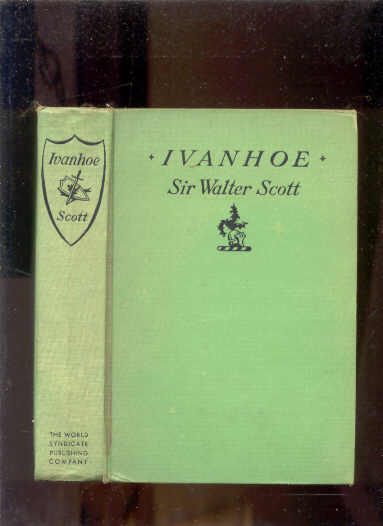 Ivanhoe
Scott
THE WORLD
SYNDICATE
PUBLISHING
COMPANY
IVANHOE
Sir Walter Scott